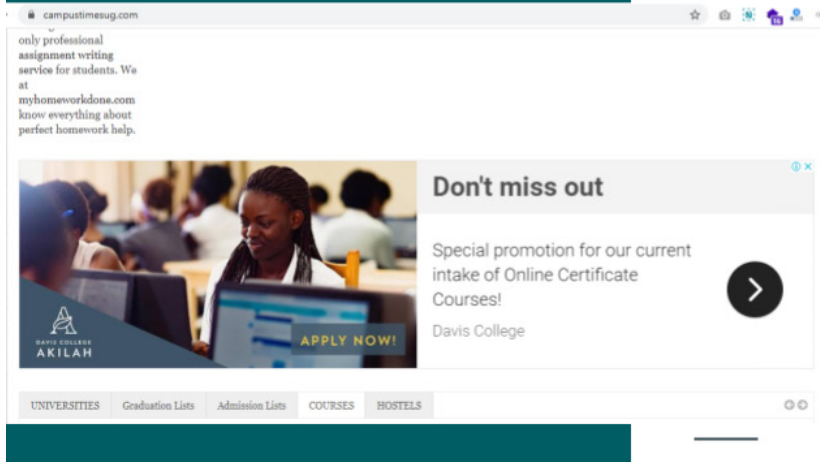 campustimesug.com
only professional
assignment writing
service for students. We
at
myhomeworkdone.com
know everything about
perfect homework help.
Don't miss out
Special promotion for our current
intake of Online Certificate
Courses!
Davis College
DAVIS COLLEGE
AKILAH
APPLY NOW!
UNIVERSITIES Graduation Lists Admission Lists COURSES HOSTELS